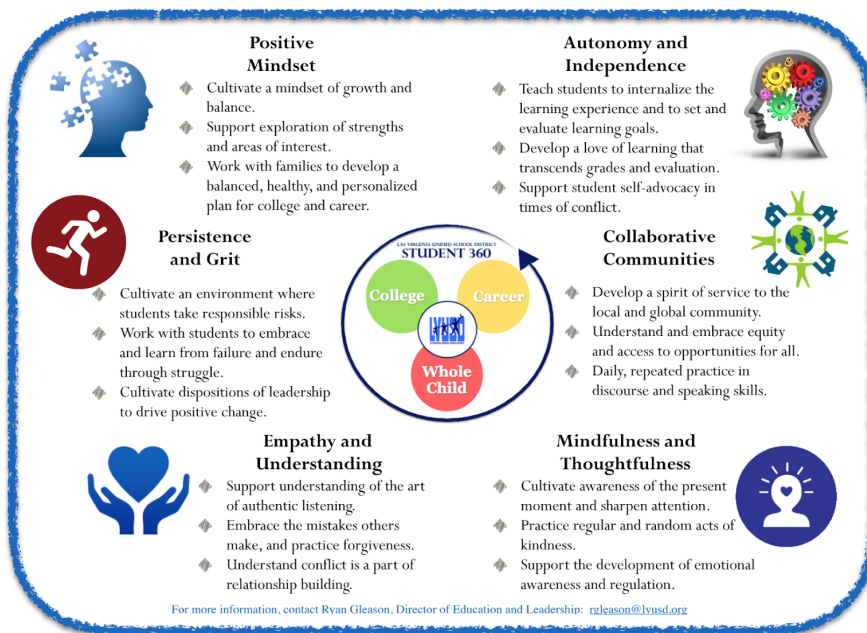 Positive
Mindset
Cultivate a mindset of growth and
balance.
Support exploration of strengths
and areas of interest.
Work with families to develop a
balanced, healthy, and personalized
plan for college and career.
Autonomy and
Independence
Teach students to internalize the
learning experience and to set and
evaluate learning goals.
Develop a love of learning that
transcends grades and evaluation.
Support student self-advocacy in
times of conflict.
Persistence
and Grit
Cultivate an environment where
students take responsible risks.
Work with students to embrace
and learn from failure and endure
through struggle.
Cultivate dispositions of leadership
to drive positive change.
LAS VIRGENES UNIFIED SCHOOL DISTRICT
STUDENT 360
College
Career
LVUSD
Whole
Child
Collaborative
Communities
Develop a spirit of service to the
local and global community.
Understand and embrace equity
and access to opportunities for all.
Daily, repeated practice in
discourse and speaking skills.
Empathy and
Understanding
Support understanding of the art
of authentic listening.
Embrace the mistakes others
make, and practice forgiveness.
Understand conflict is a part of
relationship building.
Mindfulness and
Thoughtfulness
Cultivate awareness of the present
moment and sharpen attention.
Practice regular and random acts of
kindness.
Support the development of emotional
awareness and regulation.
For more information, contact Ryan Gleason, Director of Education and Leadership: rgleason@lvusd.org